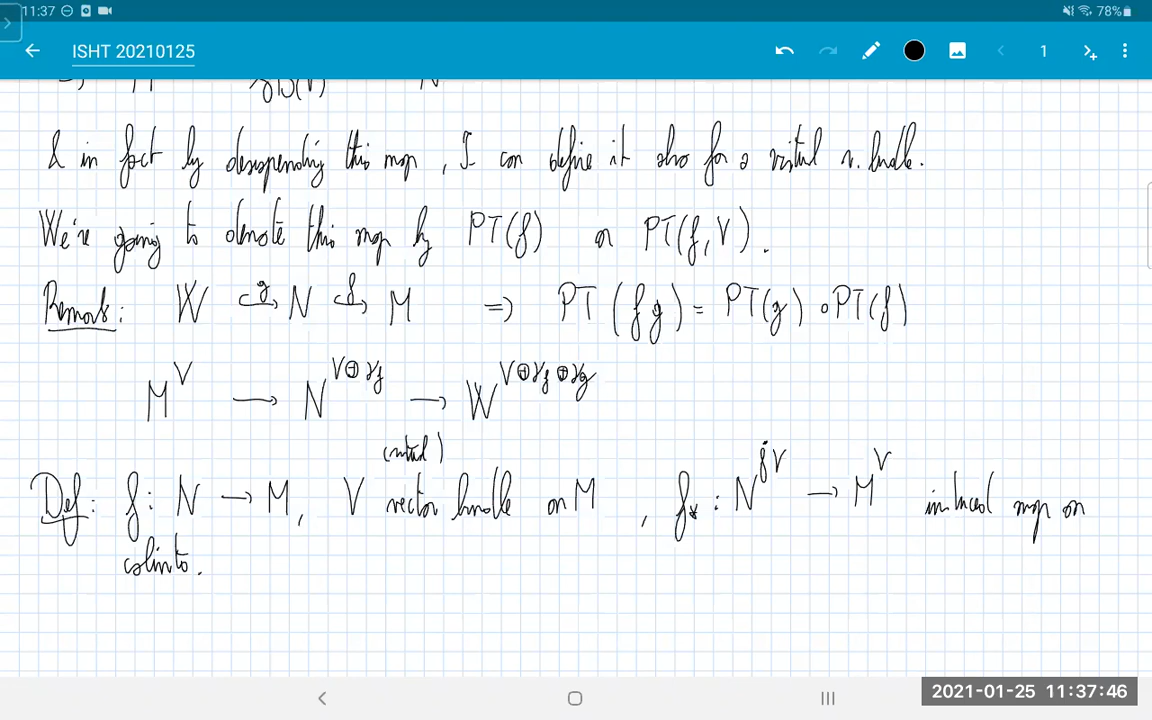 11:37
78%
ISHT 20210125
1
& in fact by desuspending this map, I can define it also for a virtual v. bundle.
We're going to denote this map by PT(f) or PT(f, V).
Remark: W ↪^g N ↪^f M ⇒ PT(fg) = PT(g) ∘ PT(f)
M^V → N^{V⊕ν_f} → W^{V⊕ν_f⊕ν_g}
(virtual)
Def: f: N → M, V vector bundle on M, f_*: N^{f^*V} → M^V induced map on
colimits.
2021-01-25 11:37:46